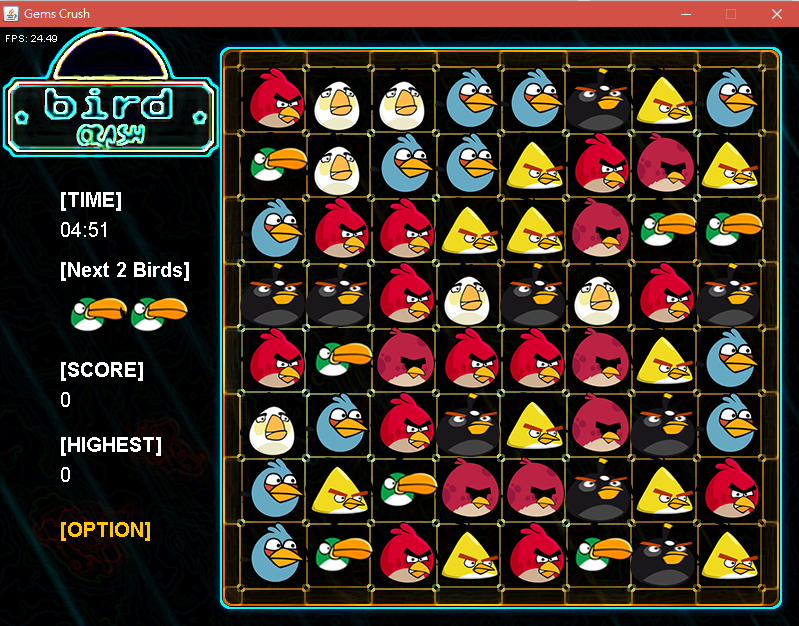 Gems Crush
FPS: 24.49
bird
CRASH
[TIME]
04:51
[Next 2 Birds]
[SCORE]
0
[HIGHEST]
0
[OPTION]